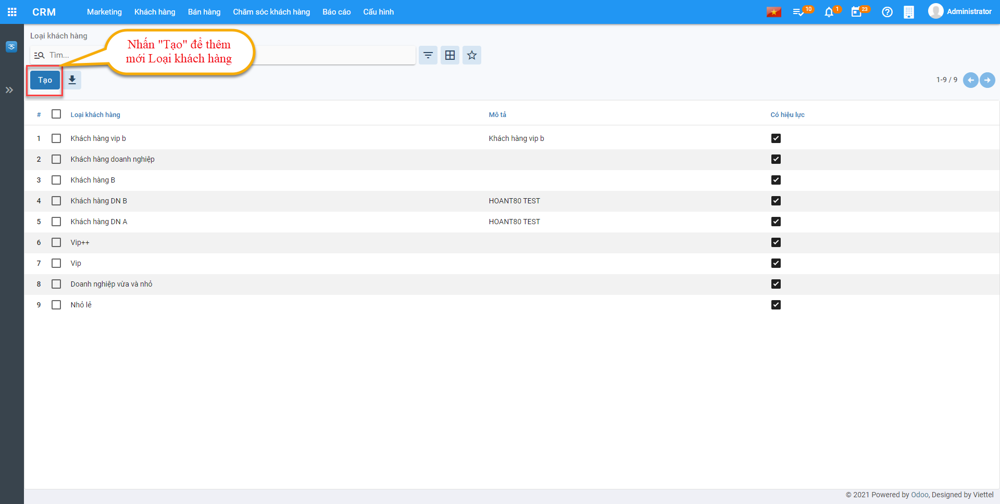 CRM Marketing Khách hàng Bán hàng Chăm sóc khách hàng Báo cáo Cấu hình 10 1 23 Administrator
Loại khách hàng
Nhấn "Tạo" để thêm
mới Loại khách hàng
Tìm...
Tạo
1-9 / 9
# Loại khách hàng Mô tả Có hiệu lực
1 Khách hàng vip b Khách hàng vip b
2 Khách hàng doanh nghiệp
3 Khách hàng B
4 Khách hàng DN B HOANT80 TEST
5 Khách hàng DN A HOANT80 TEST
6 Vip++
7 Vip
8 Doanh nghiệp vừa và nhỏ
9 Nhỏ lẻ
© 2021 Powered by Odoo, Designed by Viettel